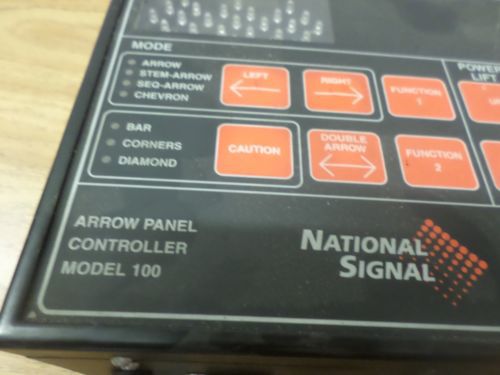 MODE
POWER
LIFT
ARROW
STEM-ARROW
SEQ-ARROW
CHEVRON
LEFT
RIGHT
FUNCTION
1
BAR
CORNERS
DIAMOND
CAUTION
DOUBLE
ARROW
FUNCTION
2
ARROW PANEL
CONTROLLER
MODEL 100
NATIONAL
SIGNAL